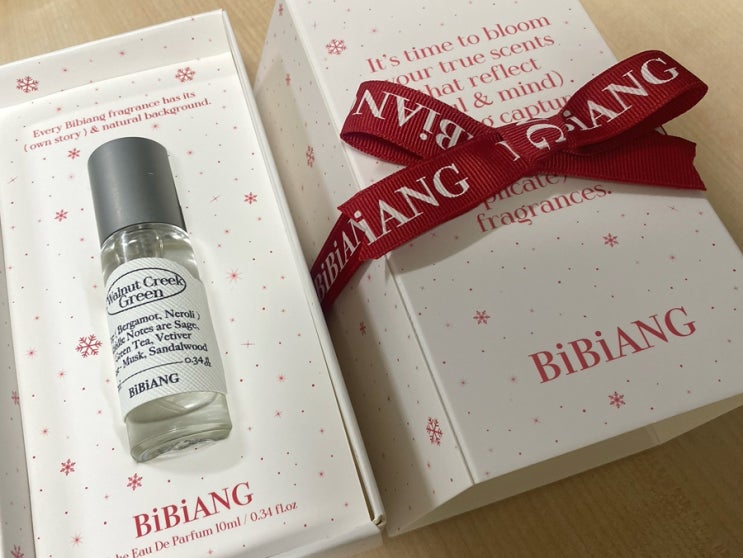 Every Bibiang fragrance has its
( own story ) & natural background.
Walnut Creek
Green
( Bergamot, Neroli )
Notes are Sage,
Green Tea, Vetiver
Musk, Sandalwood
0.34 fl
BiBiANG
BiBiANG
Eau De Parfum 10ml / 0.34 fl.oz
It's time to bloom
your true scents
that reflect
& mind)
fragrances.
BiBiANG
BiBiANG
BiBiANG
BiBiANG